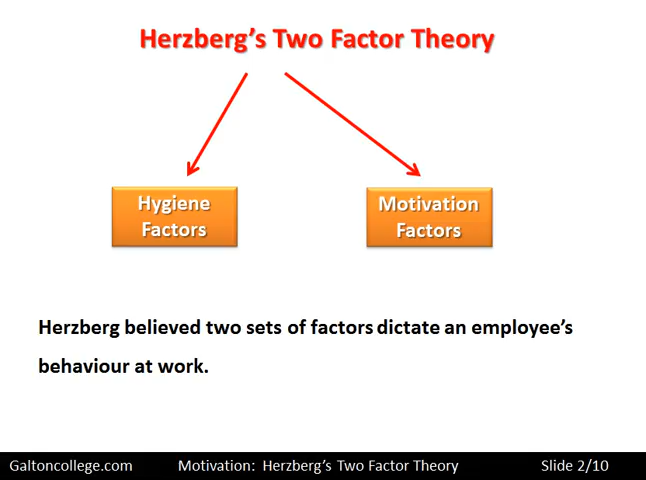 Herzberg's Two Factor Theory
Hygiene
Factors
Motivation
Factors
Herzberg believed two sets of factors dictate an employee's
behaviour at work.
Galtoncollege.com Motivation: Herzberg's Two Factor Theory Slide 2/10